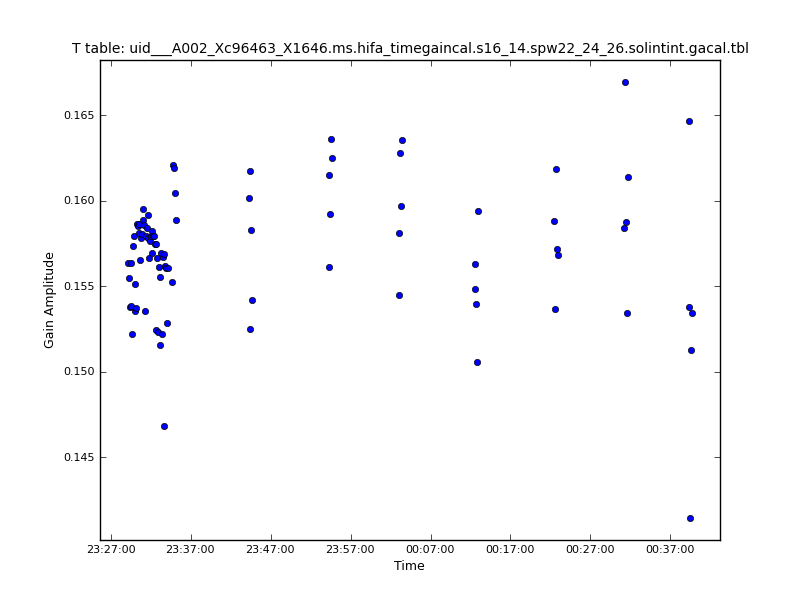 T table: uid___A002_Xc96463_X1646.ms.hifa_timegaincal.s16_14.spw22_24_26.solintint.gacal.tbl
0.165
0.160
0.155
0.150
0.145
Gain Amplitude
23:27:00 23:37:00 23:47:00 23:57:00 00:07:00 00:17:00 00:27:00 00:37:00
Time